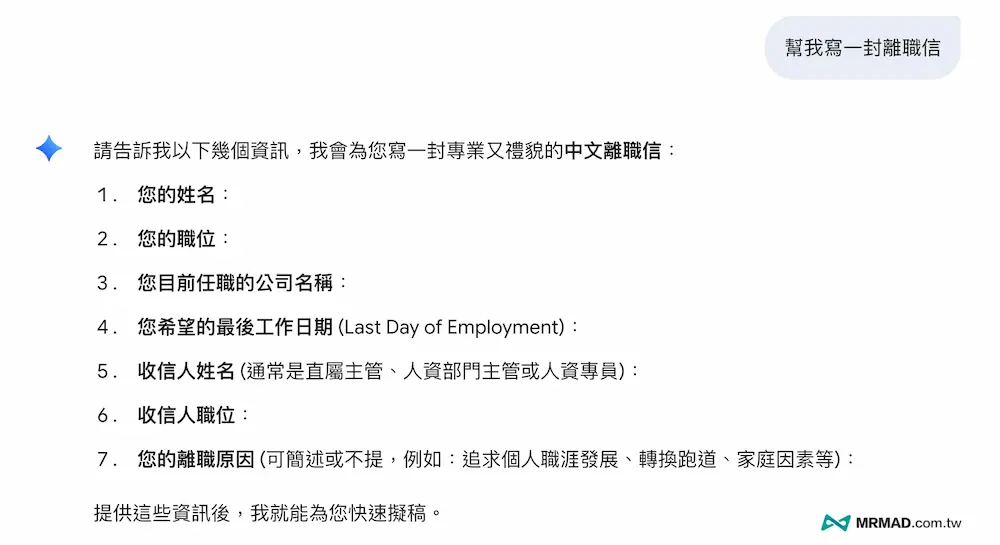 幫我寫一封離職信
請告訴我以下幾個資訊，我會為您寫一封專業又禮貌的中文離職信：
1. 您的姓名：
2. 您的職位：
3. 您目前任職的公司名稱：
4. 您希望的最後工作日期 (Last Day of Employment)：
5. 收信人姓名 (通常是直屬主管、人資部門主管或人資專員)：
6. 收信人職位：
7. 您的離職原因 (可簡述或不提，例如：追求個人職涯發展、轉換跑道、家庭因素等)：
提供這些資訊後，我就能為您快速擬稿。
MRMAD.com.tw